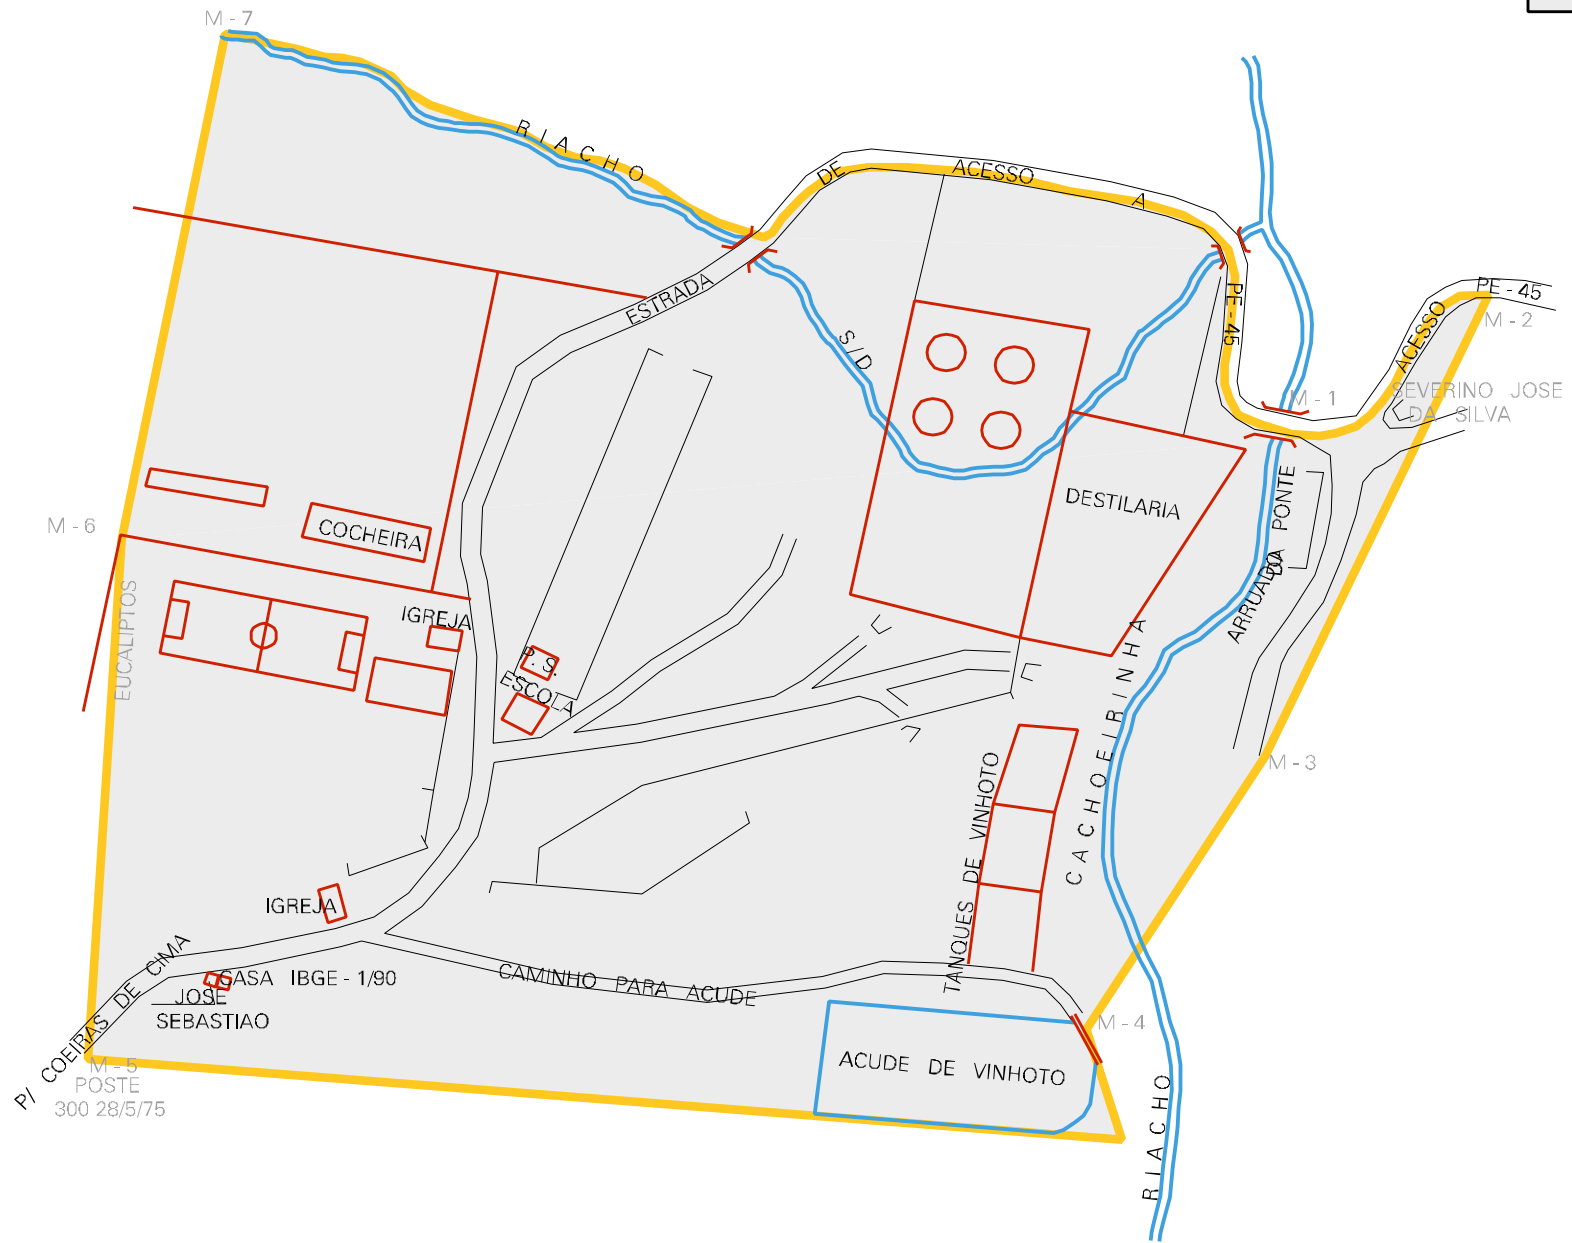 M - 7
RIACHO
DE
ACESSO
A
ESTRADA
PE - 45
PE - 45
M - 2
ACESSO
S/D
M - 1
SEVERINO JOSE
DA SILVA
DESTILARIA
M - 6
COCHEIRA
ARRUADO
DA PONTE
EUCALIPTOS
IGREJA
P. S.
ESCOLA
CACHOEIRINHA
M - 3
TANQUES DE VINHOTO
IGREJA
CASA IBGE - 1/90
JOSE
SEBASTIAO
CAMINHO PARA ACUDE
P/ COEIRAS DE CIMA
M - 4
ACUDE DE VINHOTO
M - 5
POSTE
300 28/5/75
RIACHO